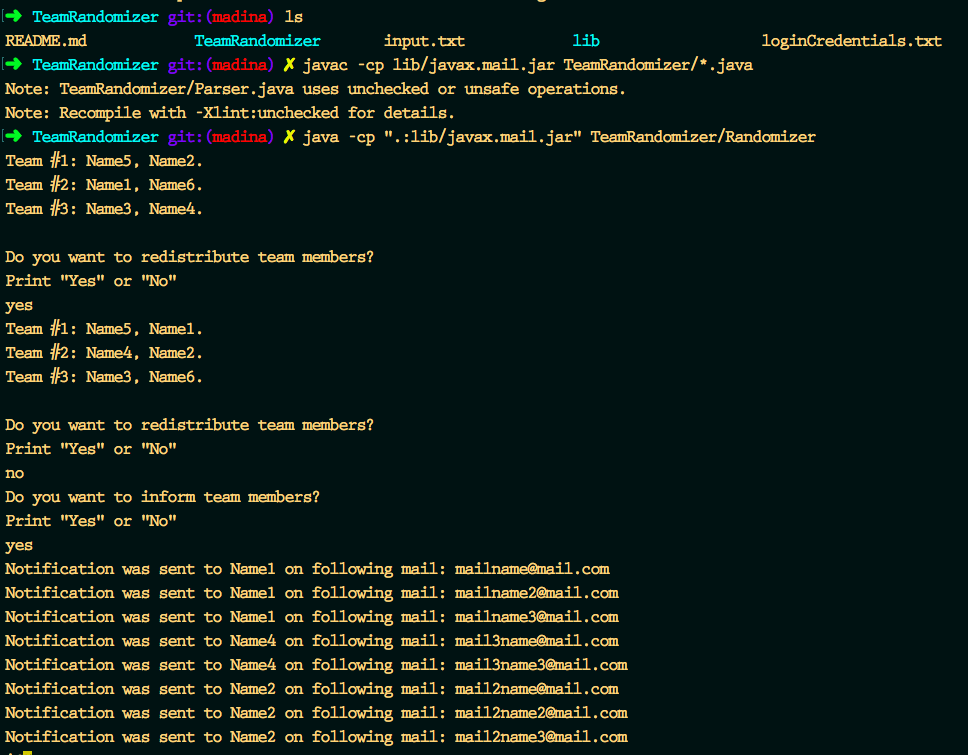 ➜ TeamRandomizer git:(madina) ls
README.md TeamRandomizer input.txt lib loginCredentials.txt
➜ TeamRandomizer git:(madina) ✗ javac -cp lib/javax.mail.jar TeamRandomizer/*.java
Note: TeamRandomizer/Parser.java uses unchecked or unsafe operations.
Note: Recompile with -Xlint:unchecked for details.
➜ TeamRandomizer git:(madina) ✗ java -cp ".:lib/javax.mail.jar" TeamRandomizer/Randomizer
Team #1: Name5, Name2.
Team #2: Name1, Name6.
Team #3: Name3, Name4.
Do you want to redistribute team members?
Print "Yes" or "No"
yes
Team #1: Name5, Name1.
Team #2: Name4, Name2.
Team #3: Name3, Name6.
Do you want to redistribute team members?
Print "Yes" or "No"
no
Do you want to inform team members?
Print "Yes" or "No"
yes
Notification was sent to Name1 on following mail: mailname@mail.com
Notification was sent to Name1 on following mail: mailname2@mail.com
Notification was sent to Name1 on following mail: mailname3@mail.com
Notification was sent to Name4 on following mail: mail3name@mail.com
Notification was sent to Name4 on following mail: mail3name3@mail.com
Notification was sent to Name2 on following mail: mail2name@mail.com
Notification was sent to Name2 on following mail: mail2name2@mail.com
Notification was sent to Name2 on following mail: mail2name3@mail.com